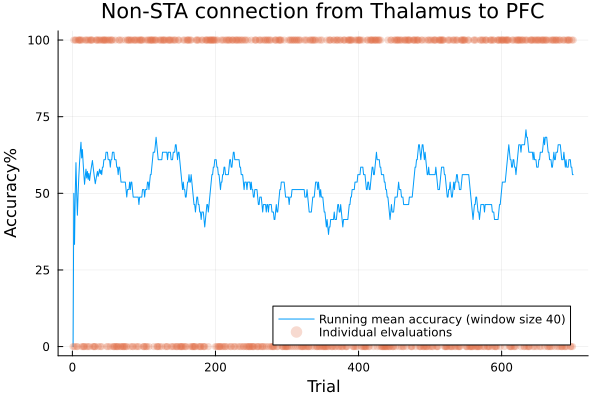 Non-STA connection from Thalamus to PFC
Accuracy%
100
75
50
25
0
Running mean accuracy (window size 40)
Individual elvaluations
0
200
400
600
Trial